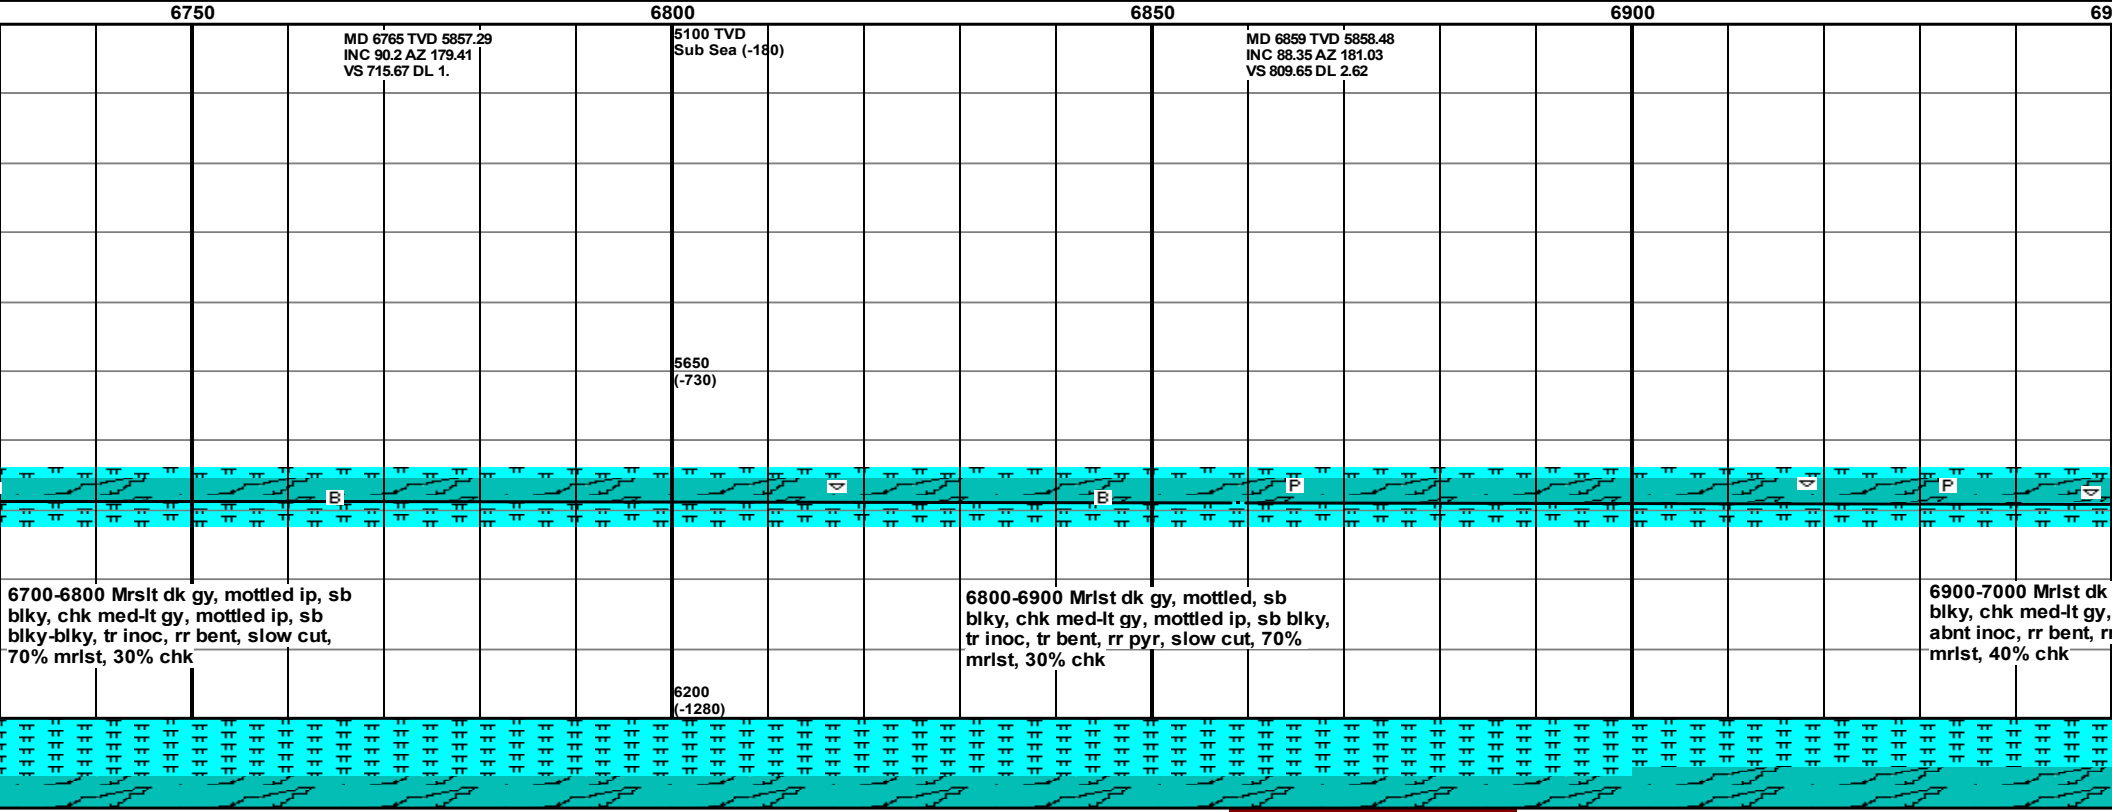 6750
6800
6850
6900
69
MD 6765 TVD 5857.29
INC 90.2 AZ 179.41
VS 715.67 DL 1.
5100 TVD
Sub Sea (-180)
MD 6859 TVD 5858.48
INC 88.35 AZ 181.03
VS 809.65 DL 2.62
5650
(-730)
B
B
P
P
6700-6800 Mrslt dk gy, mottled ip, sb
blky, chk med-lt gy, mottled ip, sb
blky-blky, tr inoc, rr bent, slow cut,
70% mrlst, 30% chk
6800-6900 Mrlst dk gy, mottled, sb
blky, chk med-lt gy, mottled ip, sb blky,
tr inoc, tr bent, rr pyr, slow cut, 70%
mrlst, 30% chk
6900-7000 Mrlst dk
blky, chk med-lt gy,
abnt inoc, rr bent,
mrlst, 40% chk
6200
(-1280)